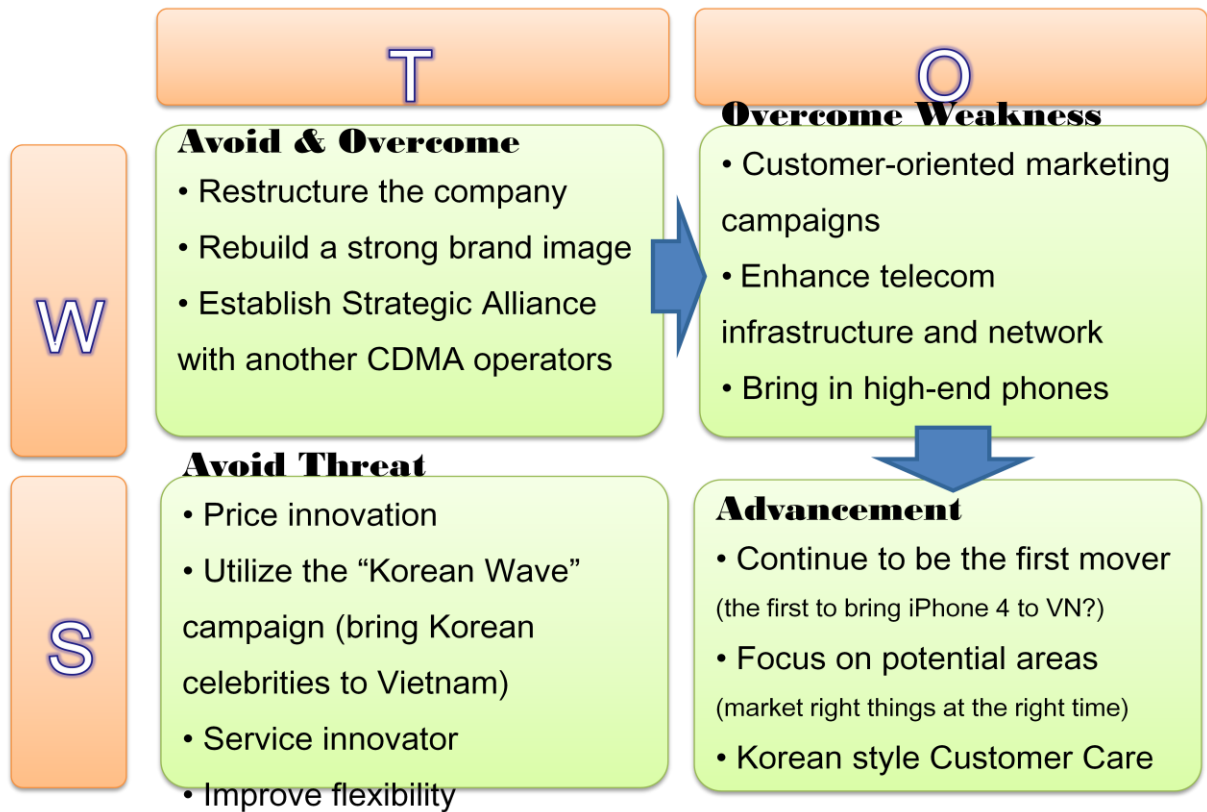 T
O
W
Avoid & Overcome
• Restructure the company
• Rebuild a strong brand image
• Establish Strategic Alliance
with another CDMA operators
Overcome Weakness
• Customer-oriented marketing
campaigns
• Enhance telecom
infrastructure and network
• Bring in high-end phones
S
Avoid Threat
• Price innovation
• Utilize the “Korean Wave”
campaign (bring Korean
celebrities to Vietnam)
• Service innovator
• Improve flexibility
Advancement
• Continue to be the first mover
(the first to bring iPhone 4 to VN?)
• Focus on potential areas
(market right things at the right time)
• Korean style Customer Care